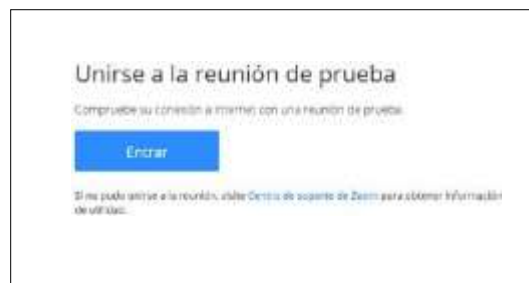 Unirse a la reunión de prueba
Compruebe su conexión a Internet con una reunión de prueba.
Entrar
Si no pudo unirse a la reunión, visite Centro de soporte de Zoom para obtener información
de utilidad.